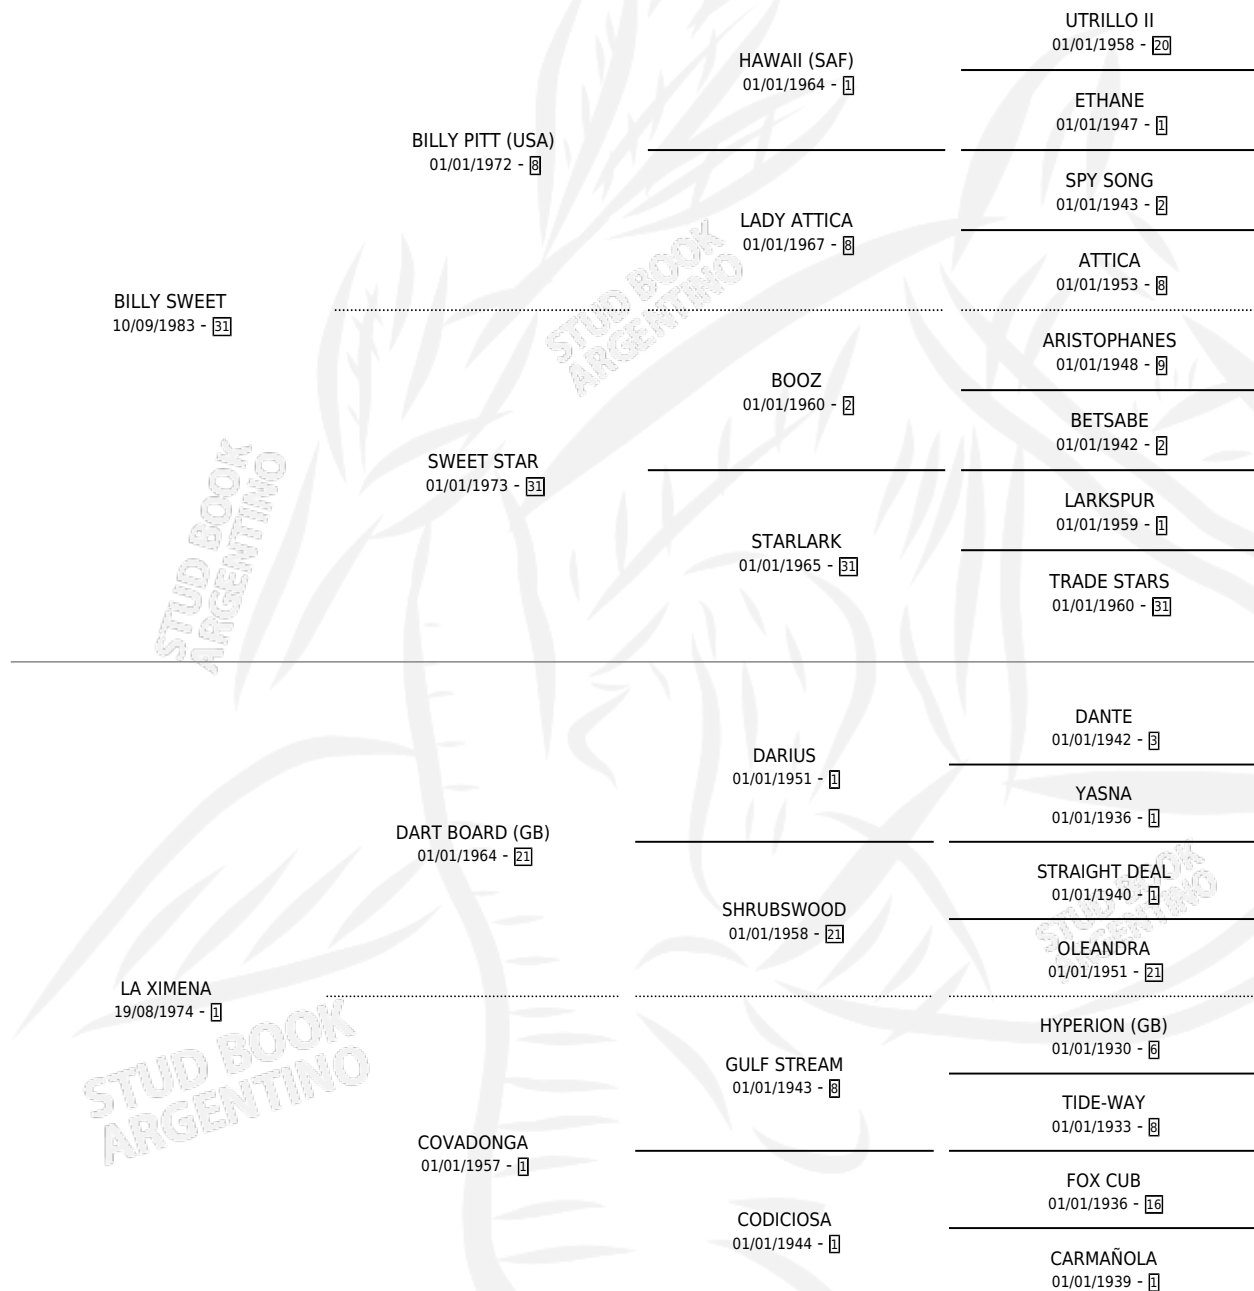 UTRILLO II
01/01/1958 - 20
HAWAII (SAF)
01/01/1964 - 1
ETHANE
01/01/1947 - 1
BILLY PITT (USA)
01/01/1972 - 8
SPY SONG
01/01/1943 - 2
LADY ATTICA
01/01/1967 - 8
ATTICA
01/01/1953 - 8
BILLY SWEET
10/09/1983 - 31
STUD BOOK
ARGENTINO
ARISTOPHANES
01/01/1948 - 9
BOOZ
01/01/1960 - 2
BETSABE
01/01/1942 - 2
SWEET STAR
01/01/1973 - 31
LARKSPUR
01/01/1959 - 1
STARLARK
01/01/1965 - 31
TRADE STARS
01/01/1960 - 31
STUD BOOK
ARGENTINO
DANTE
01/01/1942 - 3
DARIUS
01/01/1951 - 1
YASNA
01/01/1936 - 1
DART BOARD (GB)
01/01/1964 - 21
STRAIGHT DEAL
01/01/1940 - 1
SHRUBSWOOD
01/01/1958 - 21
OLEANDRA
01/01/1951 - 21
STUD BOOK
ARGENTINO
LA XIMENA
19/08/1974 - 1
HYPERION (GB)
01/01/1930 - 6
GULF STREAM
01/01/1943 - 8
TIDE-WAY
01/01/1933 - 8
STUD BOOK
ARGENTINO
COVADONGA
01/01/1957 - 1
FOX CUB
01/01/1936 - 16
CODICIOSA
01/01/1944 - 1
CARMAÑOLA
01/01/1939 - 1